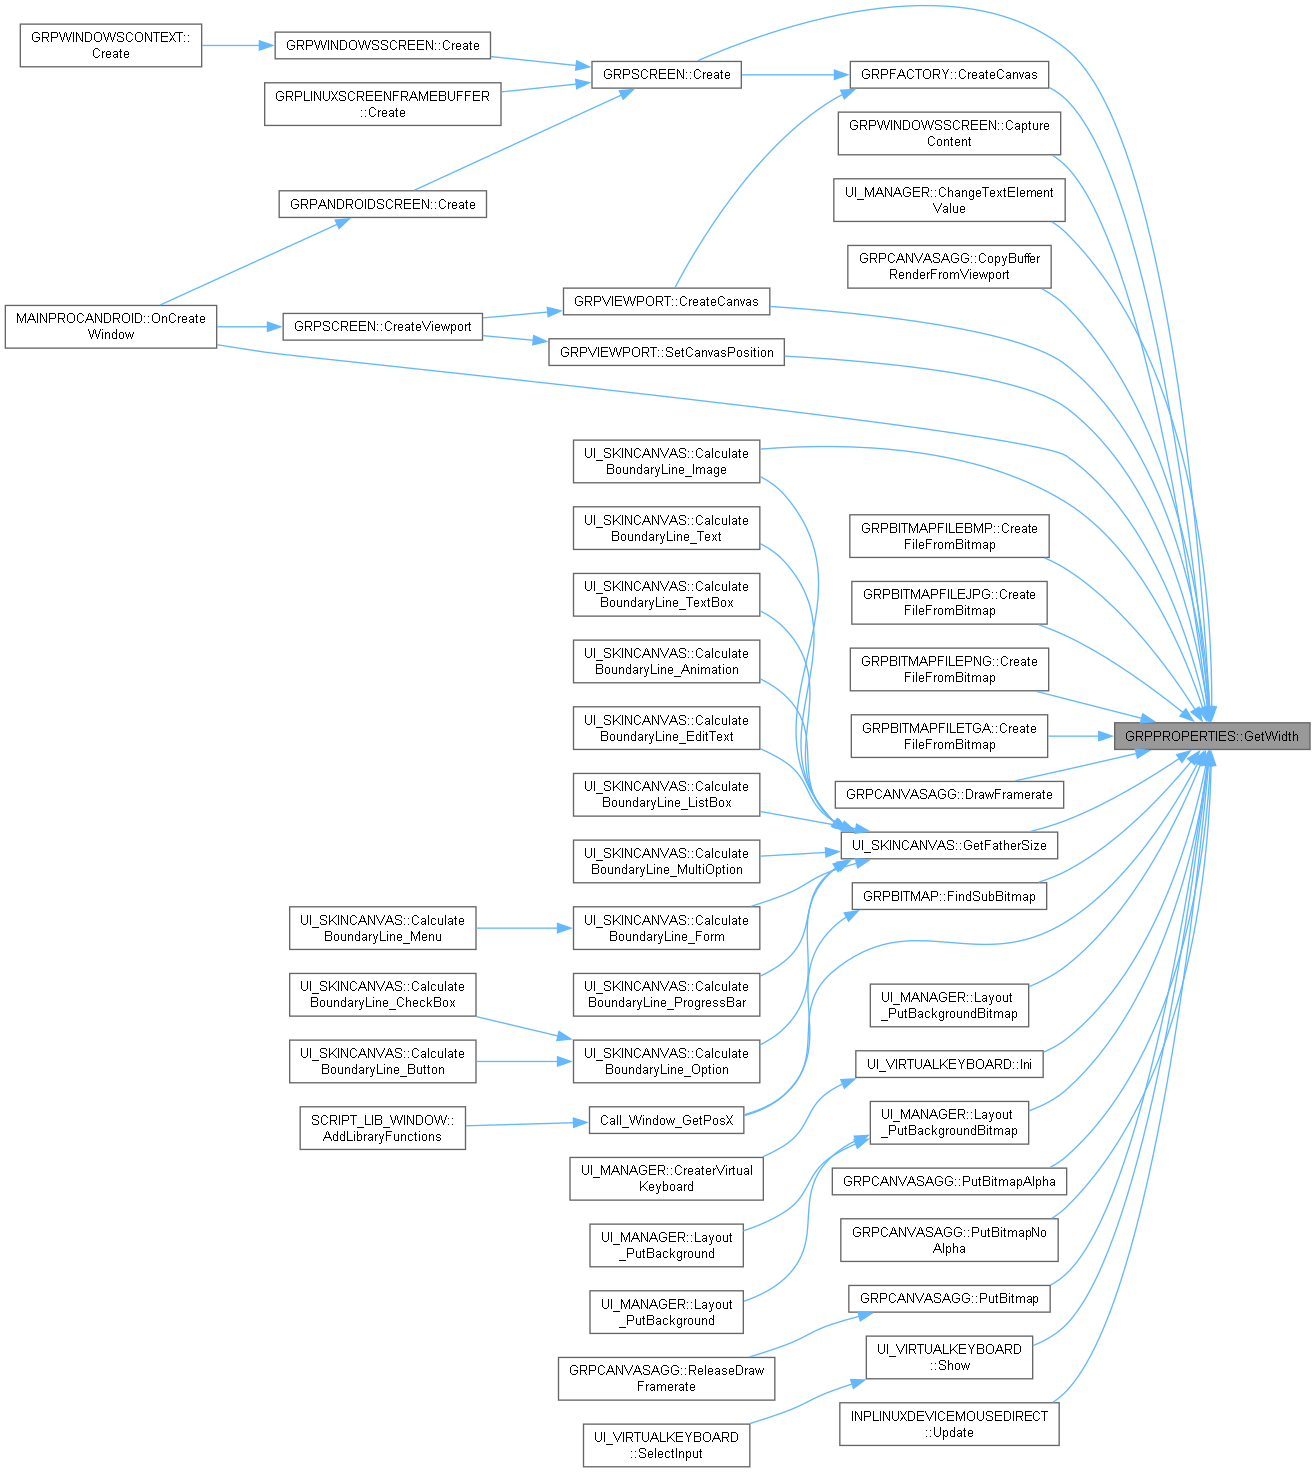 GRPWINDOWSCONTEXT::
Create
GRPWINDOWSSCREEN::Create
GRPLINUXSCREENFRAMEBUFFER
::Create
GRPSCREEN::Create
GRPANDROIDSCREEN::Create
MAINPROCANDROID::OnCreate
Window
GRPSCREEN::CreateViewport
GRPVIEWPORT::CreateCanvas
GRPVIEWPORT::SetCanvasPosition
GRPFACTORY::CreateCanvas
GRPWINDOWSSCREEN::Capture
Content
UI_MANAGER::ChangeTextElement
Value
GRPCANVASAGG::CopyBuffer
RenderFromViewport
UI_SKINCANVAS::Calculate
BoundaryLine_Image
UI_SKINCANVAS::Calculate
BoundaryLine_Text
UI_SKINCANVAS::Calculate
BoundaryLine_TextBox
UI_SKINCANVAS::Calculate
BoundaryLine_Animation
UI_SKINCANVAS::Calculate
BoundaryLine_EditText
UI_SKINCANVAS::Calculate
BoundaryLine_ListBox
UI_SKINCANVAS::Calculate
BoundaryLine_MultiOption
UI_SKINCANVAS::Calculate
BoundaryLine_Form
UI_SKINCANVAS::Calculate
BoundaryLine_Menu
UI_SKINCANVAS::Calculate
BoundaryLine_ProgressBar
UI_SKINCANVAS::Calculate
BoundaryLine_CheckBox
UI_SKINCANVAS::Calculate
BoundaryLine_Button
UI_SKINCANVAS::Calculate
BoundaryLine_Option
SCRIPT_LIB_WINDOW::
AddLibraryFunctions
Call_Window_GetPosX
UI_MANAGER::CreaterVirtual
Keyboard
UI_MANAGER::Layout
_PutBackground
UI_MANAGER::Layout
_PutBackground
GRPCANVASAGG::ReleaseDraw
Framerate
UI_VIRTUALKEYBOARD
::SelectInput
GRPBITMAPFILEBMP::Create
FileFromBitmap
GRPBITMAPFILEJPG::Create
FileFromBitmap
GRPBITMAPFILEPNG::Create
FileFromBitmap
GRPBITMAPFILETGA::Create
FileFromBitmap
GRPCANVASAGG::DrawFramerate
UI_SKINCANVAS::GetFatherSize
GRPBITMAP::FindSubBitmap
UI_MANAGER::Layout
_PutBackgroundBitmap
UI_VIRTUALKEYBOARD::Ini
UI_MANAGER::Layout
_PutBackgroundBitmap
GRPCANVASAGG::PutBitmapAlpha
GRPCANVASAGG::PutBitmapNo
Alpha
GRPCANVASAGG::PutBitmap
UI_VIRTUALKEYBOARD
::Show
INPLINUXDEVICEMOUSEDIRECT
::Update
GRPPROPERTIES::GetWidth